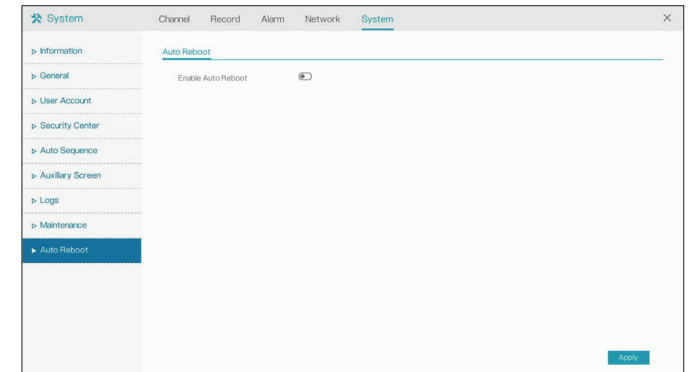 System
Channel Record Alarm Network System
Information
General
User Account
Security Center
Auto Sequence
Auxiliary Screen
Logs
Maintenance
Auto Reboot
Auto Reboot
Enable Auto Reboot
Apply